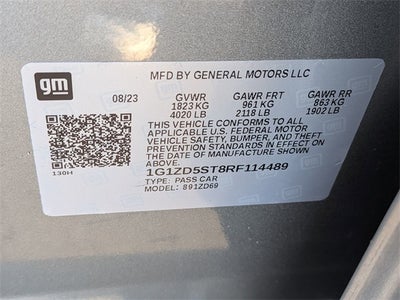 gm
MFD BY GENERAL MOTORS LLC
08/23 GVWR GAWR FRT GAWR RR
1823 KG 961 KG 863 KG
4020 LB 2118 LB 1902 LB
THIS VEHICLE CONFORMS TO ALL
APPLICABLE U.S. FEDERAL MOTOR
VEHICLE SAFETY, BUMPER, AND THEFT
PREVENTION STANDARDS IN EFFECT ON
THE DATE OF MANUFACTURE SHOWN
ABOVE.
130H
1G1ZD5ST8RF114489
TYPE: PASS CAR
MODEL: 891ZD69